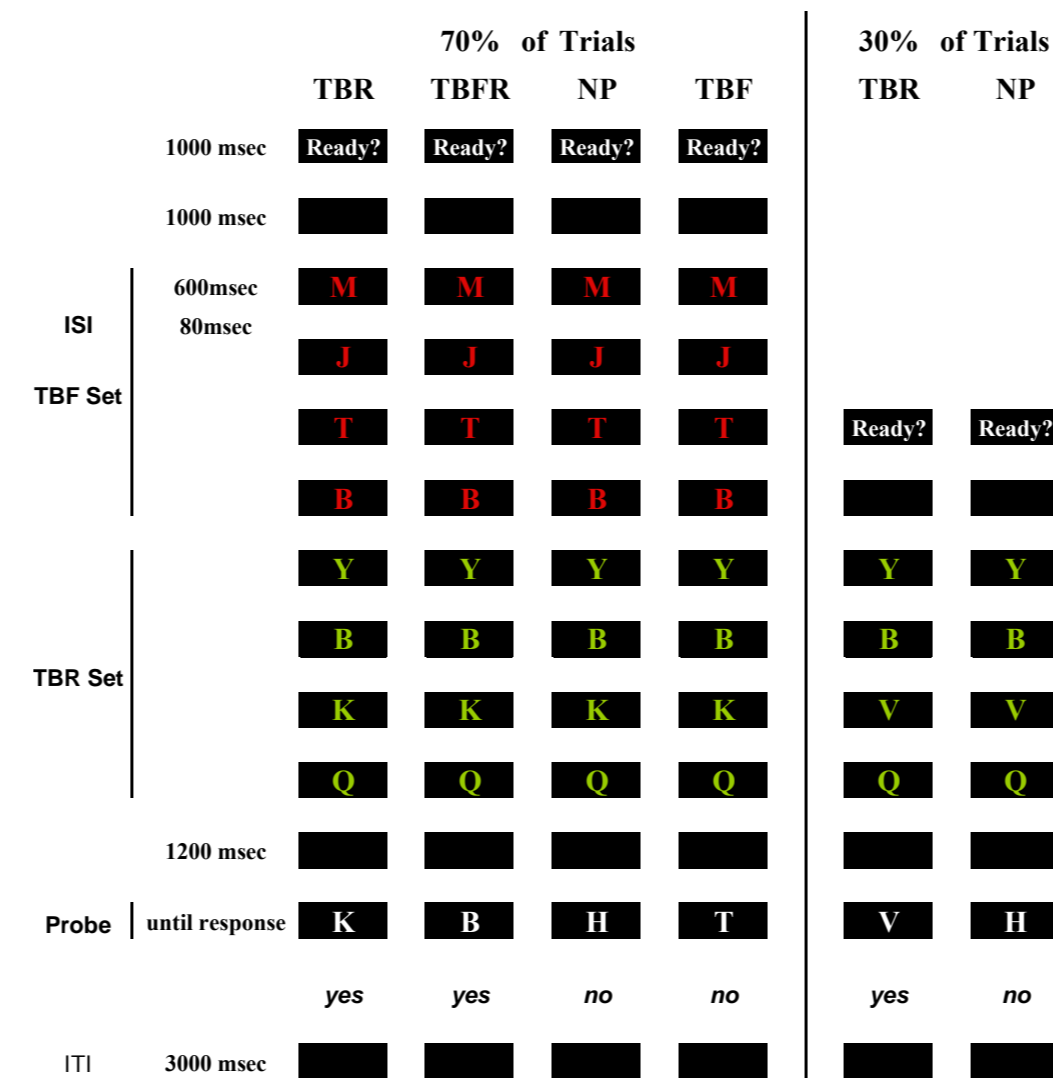 70% of Trials 30% of Trials
TBR TBFR NP TBF TBR NP
1000 msec Ready? Ready? Ready? Ready?
1000 msec
600msec M M M M
ISI 80msec
J J J J
TBF Set
T T T T Ready? Ready?
B B B B
Y Y Y Y Y Y
B B B B B B
TBR Set
K K K K V V
Q Q Q Q Q Q
1200 msec
Probe until response K B H T V H
yes yes no no yes no
ITI 3000 msec